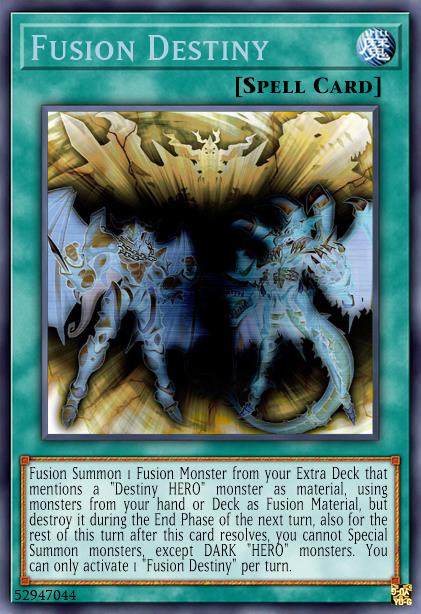 Fusion Destiny
魔
[Spell Card]
Fusion Summon 1 Fusion Monster from your Extra Deck that
mentions a "Destiny HERO" monster as material, using
monsters from your hand or Deck as Fusion Material, but
destroy it during the End Phase of the next turn, also for the
rest of this turn after this card resolves, you cannot Special
Summon monsters, except DARK "HERO" monsters. You
can only activate 1 "Fusion Destiny" per turn.
52947044